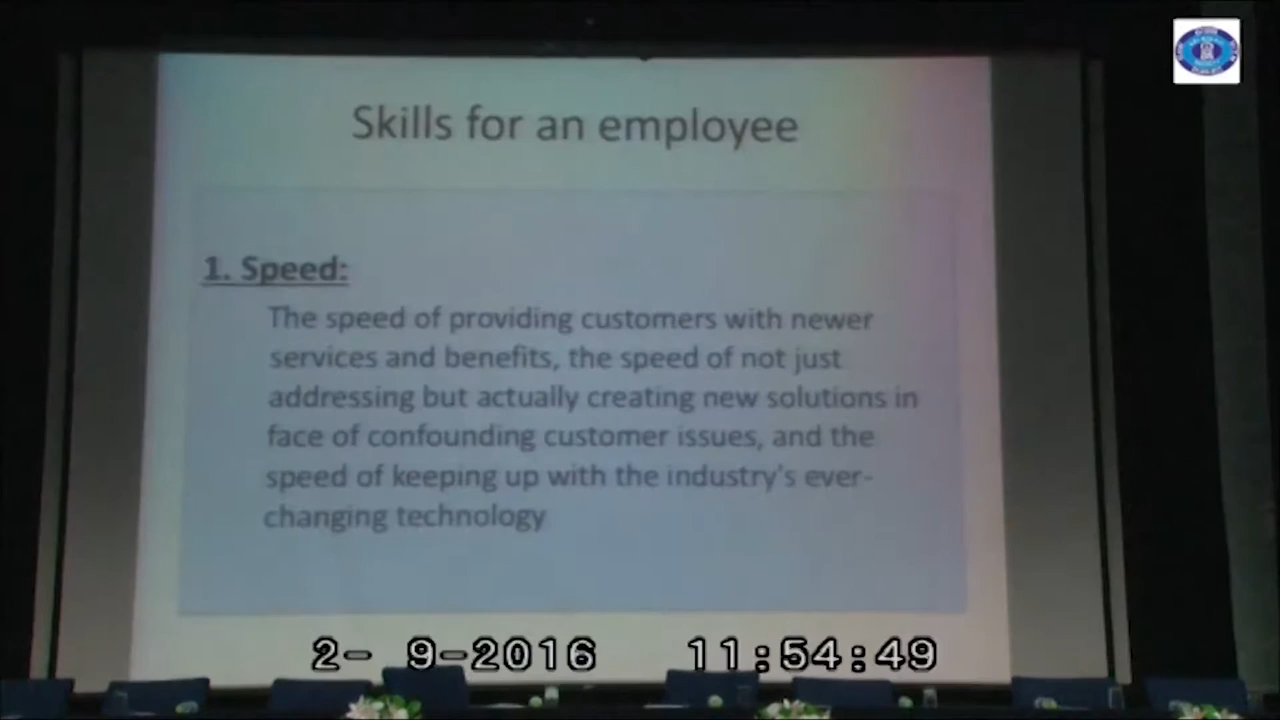 Skills for an employee
1. Speed:
The speed of providing customers with newer
services and benefits, the speed of not just
addressing but actually creating new solutions in
face of confounding customer issues, and the
speed of keeping up with the industry's ever-
changing technology
2- 9-2016 11:54:49